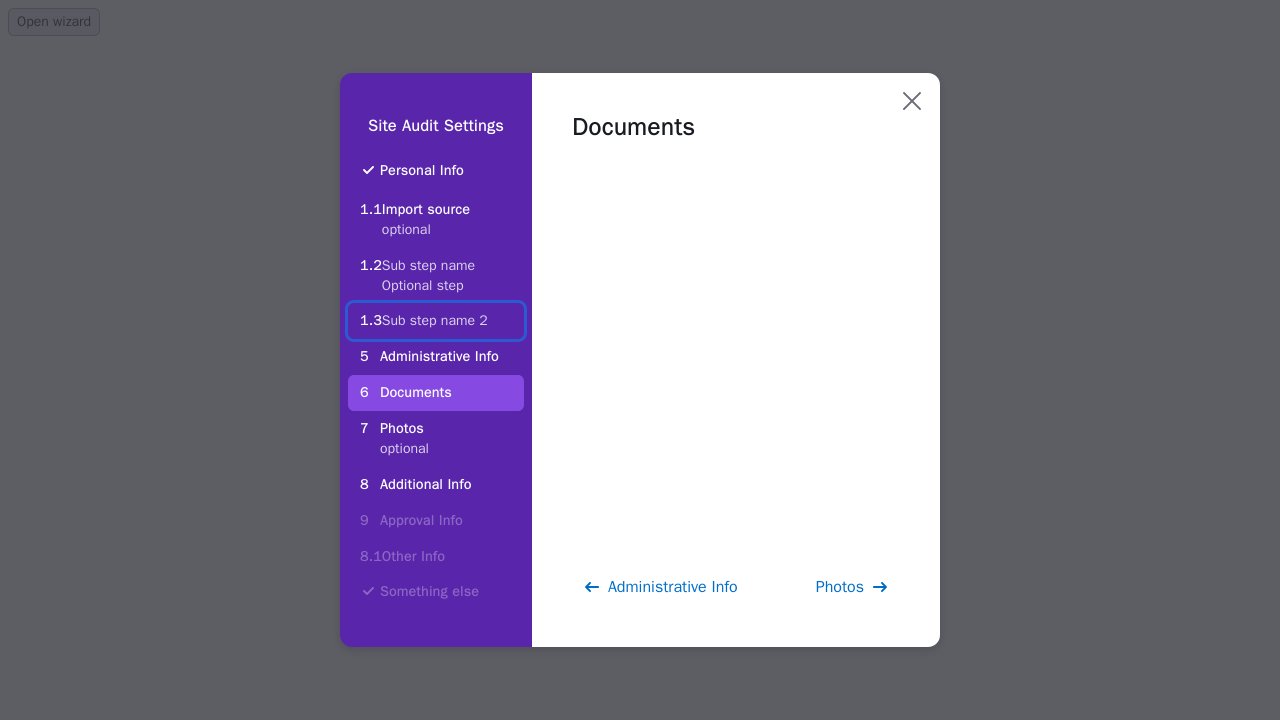 Open wizard
Site Audit Settings
Personal Info
1.1 Import source
optional
1.2 Sub step name
Optional step
1.3 Sub step name 2
5 Administrative Info
6 Documents
7 Photos
optional
8 Additional Info
9 Approval Info
8.1 Other Info
Something else
Documents
Administrative Info
Photos